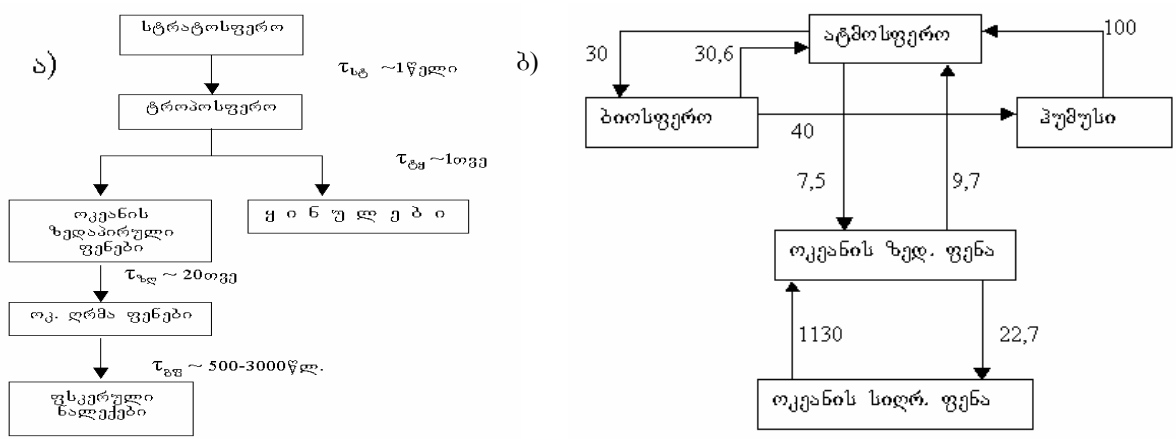 ა)
სტრატოსფერო
τსტ ~1წელი
ტროპოსფერო
τტყ ~1თვე
ოკეანის
ზედაპირული
ფენები
ყ ი ნ უ ლ ე ბ ი
τზღ ~ 20თვე
ოკ. ღრმა ფენები
~ 500-3000წლ.
ფსკერული
ნალექები
ბ)
ატმოსფერო
30
30,6
100
ბიოსფერო
40
ჰუმუსი
7,5
9,7
ოკეანის ზედ. ფენა
1130
22,7
ოკეანის სიღრ. ფენა